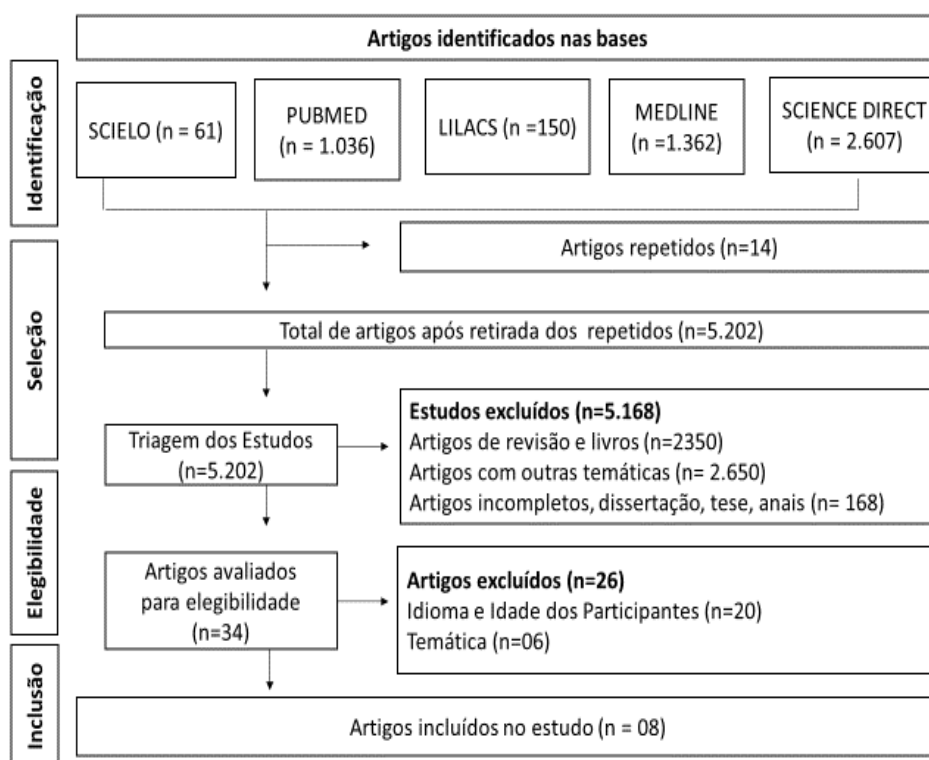 Artigos identificados nas bases
Identificação
SCIELO (n = 61)
PUBMED
(n = 1.036)
LILACS (n =150)
MEDLINE
(n =1.362)
SCIENCE DIRECT
(n = 2.607)
Artigos repetidos (n=14)
Seleção
Total de artigos após retirada dos repetidos (n=5.202)
Triagem dos Estudos
(n=5.202)
Estudos excluídos (n=5.168)
Artigos de revisão e livros (n=2350)
Artigos com outras temáticas (n= 2.650)
Artigos incompletos, dissertação, tese, anais (n= 168)
Elegibilidade
Artigos avaliados
para elegibilidade
(n=34)
Artigos excluídos (n=26)
Idioma e Idade dos Participantes (n=20)
Temática (n=06)
Inclusão
Artigos incluídos no estudo (n = 08)